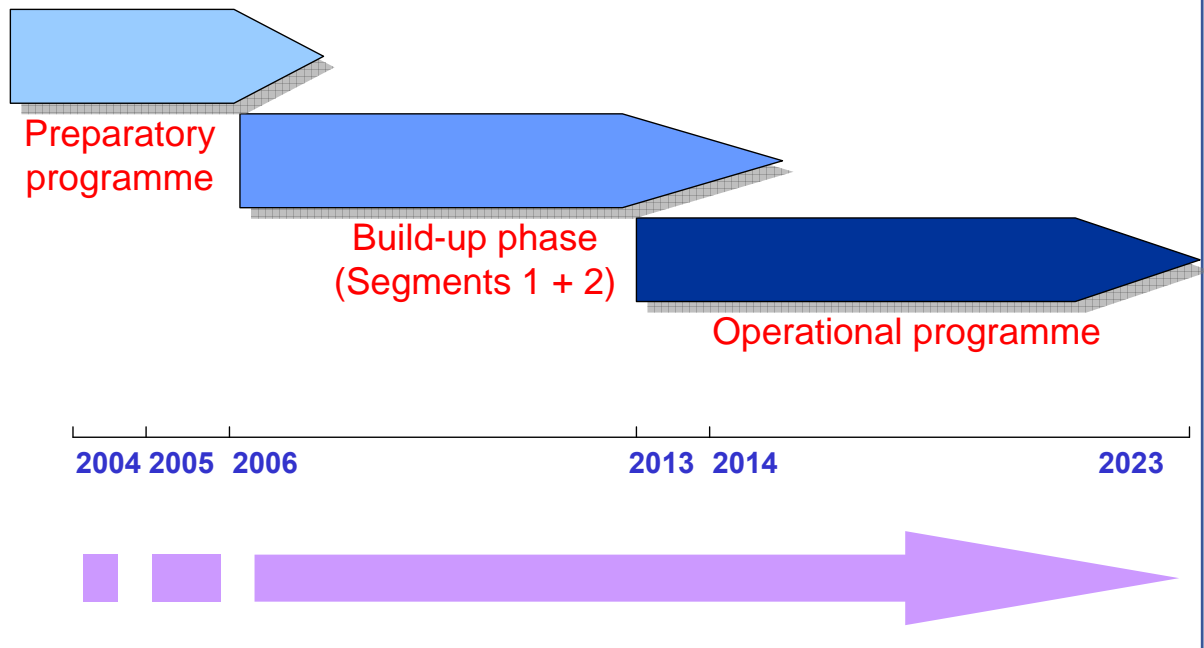 Preparatory
programme
Build-up phase
(Segments 1 + 2)
Operational programme
2004 2005 2006 2013 2014 2023